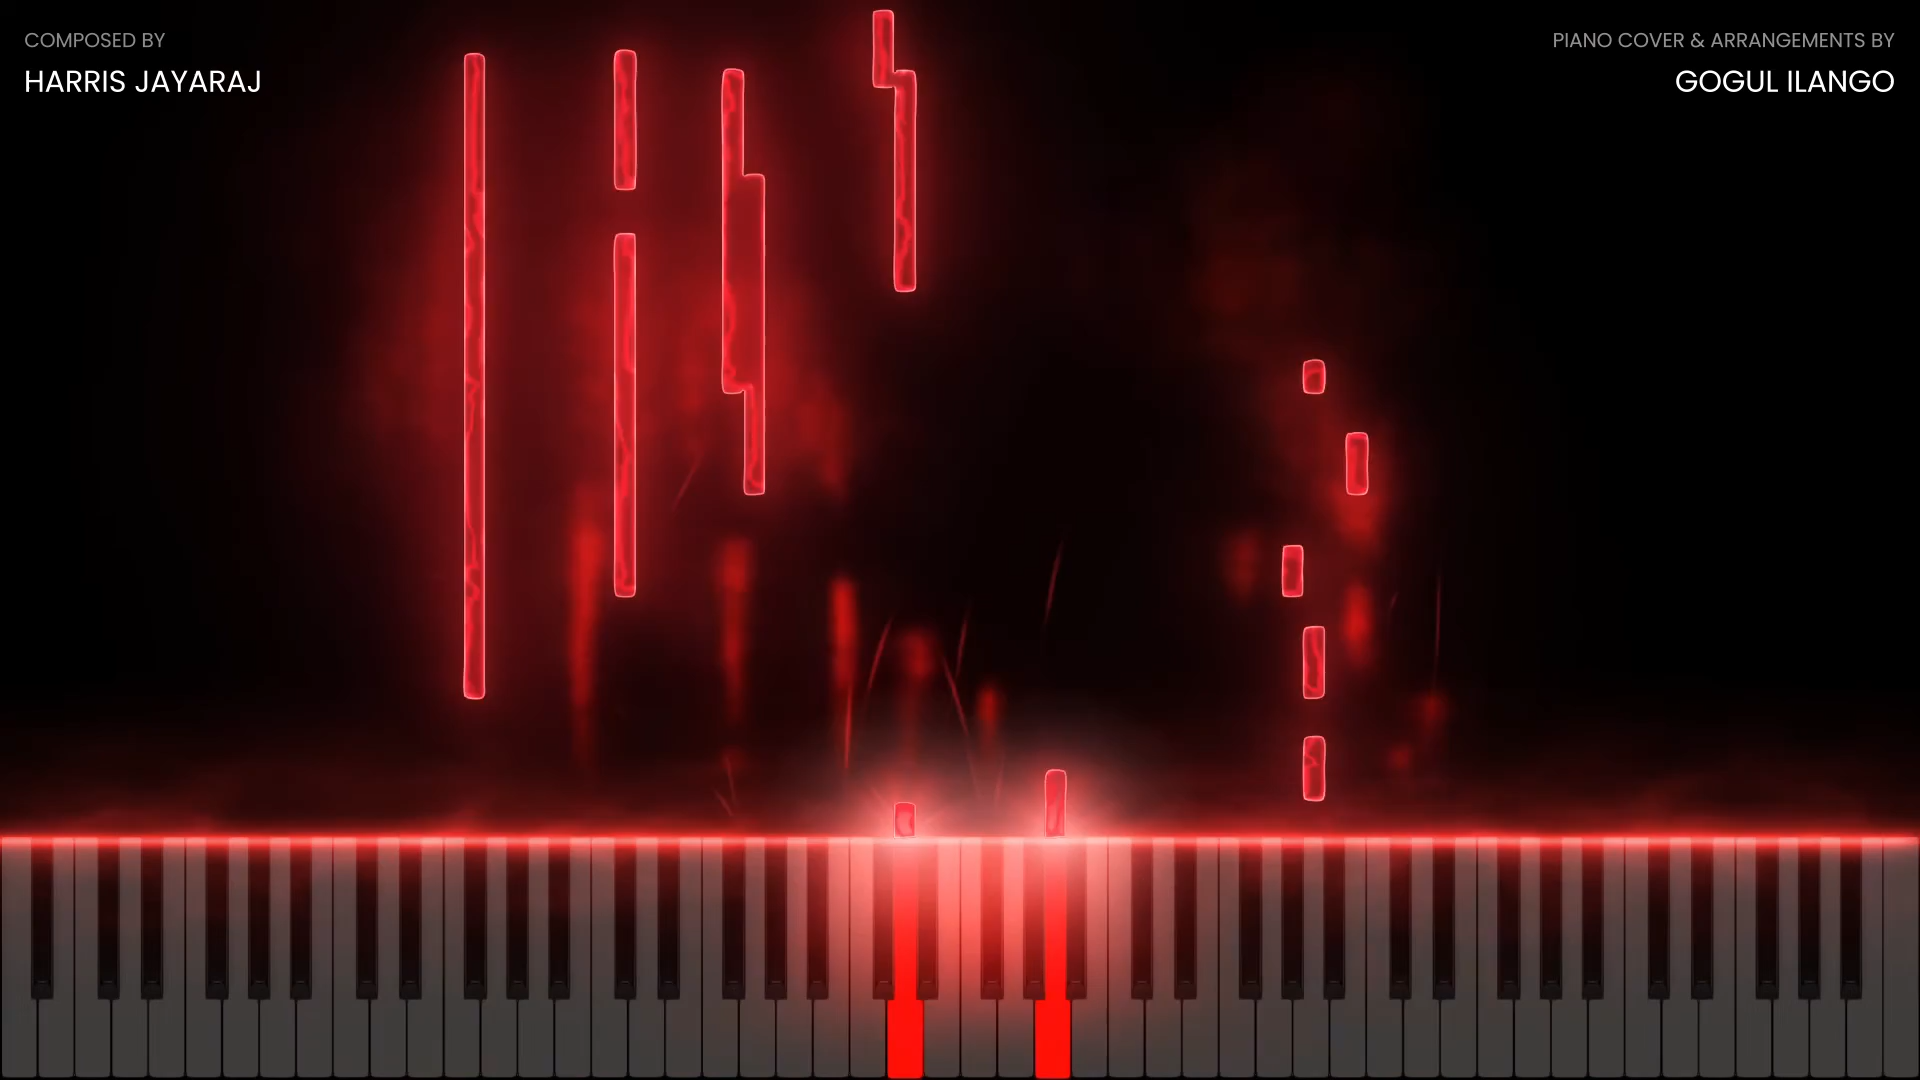 COMPOSED BY
HARRIS JAYARAJ
PIANO COVER & ARRANGEMENTS BY
GOGUL ILANGO